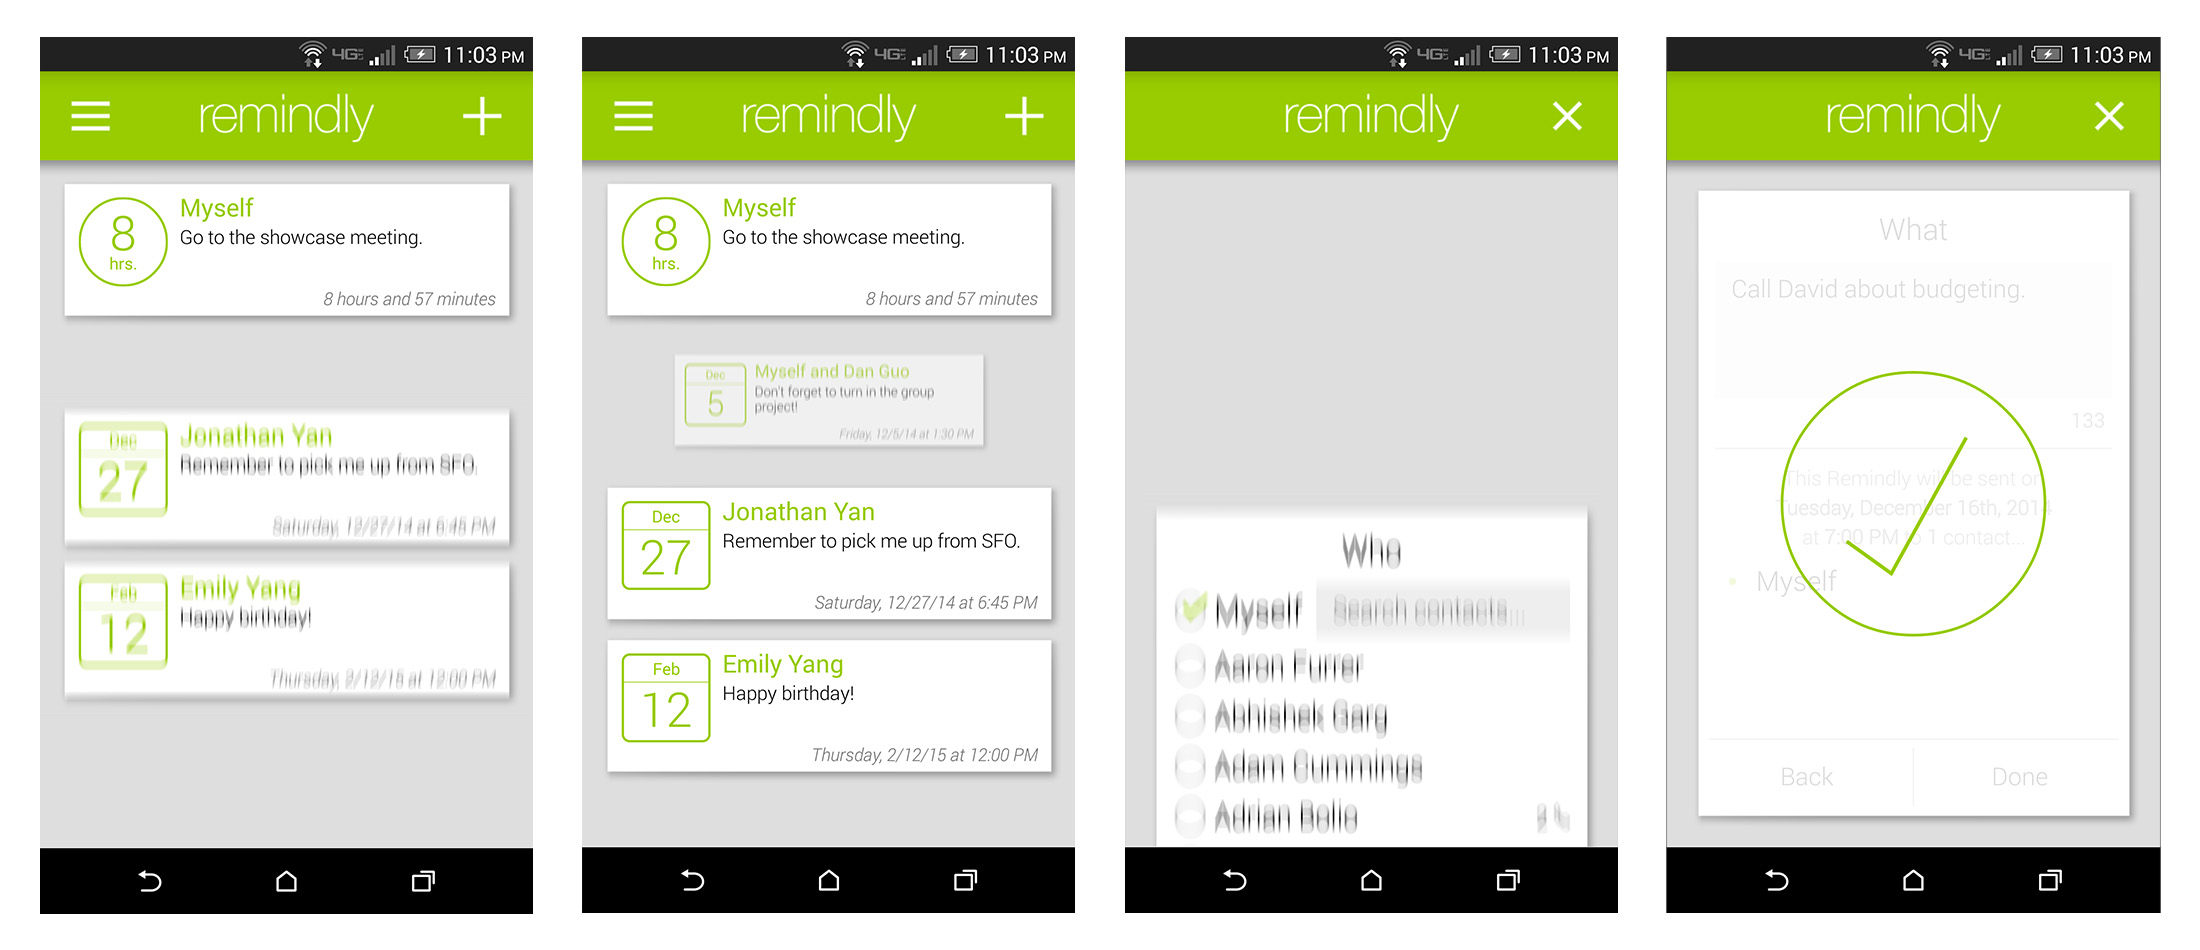 4G 11:03 PM
remindly
8
hrs.
Myself
Go to the showcase meeting.
8 hours and 57 minutes
Dec
27
Jonathan Yan
Remember to pick me up from SFO.
Saturday, 12/27/14 at 6:45 PM
Feb
12
Emily Yang
Happy birthday!
Thursday, 2/12/15 at 12:00 PM
4G 11:03 PM
remindly
8
hrs.
Myself
Go to the showcase meeting.
8 hours and 57 minutes
Dec
5
Myself and Dan Guo
Don't forget to turn in the group
project!
Friday, 12/5/14 at 1:30 PM
Dec
27
Jonathan Yan
Remember to pick me up from SFO.
Saturday, 12/27/14 at 6:45 PM
Feb
12
Emily Yang
Happy birthday!
Thursday, 2/12/15 at 12:00 PM
4G 11:03 PM
remindly
Who
Myself Search contacts...
Aaron Furrer
Abhishek Garg
Adam Cummings
Adrian Bolio
4G 11:03 PM
remindly
What
Call David about budgeting.
133
This Remindly will be sent on
Tuesday, December 16th, 2014
at 7:00 PM to 1 contact...
Myself
Back Done